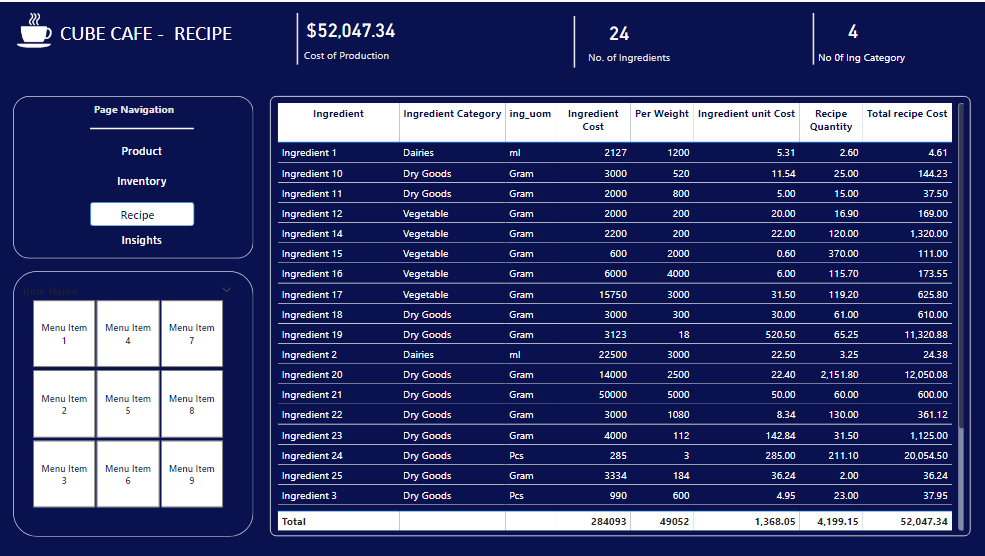 CUBE CAFE - RECIPE
$52,047.34
Cost of Production
24
No. of Ingredients
4
No 0f Ing Category
Page Navigation
Product
Inventory
Recipe
Insights
Item Name
Menu Item 1
Menu Item 4
Menu Item 7
Menu Item 2
Menu Item 5
Menu Item 8
Menu Item 3
Menu Item 6
Menu Item 9
Ingredient Ingredient Category ing_uom Ingredient Cost Per Weight Ingredient unit Cost Recipe Quantity Total recipe Cost
Ingredient 1 Dairies ml 2127 1200 5.31 2.60 4.61
Ingredient 10 Dry Goods Gram 3000 520 11.54 25.00 144.23
Ingredient 11 Dry Goods Gram 2000 800 5.00 15.00 37.50
Ingredient 12 Vegetable Gram 2000 200 20.00 16.90 169.00
Ingredient 14 Vegetable Gram 2200 200 22.00 120.00 1,320.00
Ingredient 15 Vegetable Gram 600 2000 0.60 370.00 111.00
Ingredient 16 Vegetable Gram 6000 4000 6.00 115.70 173.55
Ingredient 17 Vegetable Gram 15750 3000 31.50 119.20 625.80
Ingredient 18 Dry Goods Gram 3000 300 30.00 61.00 610.00
Ingredient 19 Dry Goods Gram 3123 18 520.50 65.25 11,320.88
Ingredient 2 Dairies ml 22500 3000 22.50 3.25 24.38
Ingredient 20 Dry Goods Gram 14000 2500 22.40 2,151.80 12,050.08
Ingredient 21 Dry Goods Gram 50000 5000 50.00 60.00 600.00
Ingredient 22 Dry Goods Gram 3000 1080 8.34 130.00 361.12
Ingredient 23 Dry Goods Gram 4000 112 142.84 31.50 1,125.00
Ingredient 24 Dry Goods Pcs 285 3 285.00 211.10 20,054.50
Ingredient 25 Dry Goods Gram 3334 184 36.24 2.00 36.24
Ingredient 3 Dry Goods Pcs 990 600 4.95 23.00 37.95
Total 284093 49052 1,368.05 4,199.15 52,047.34